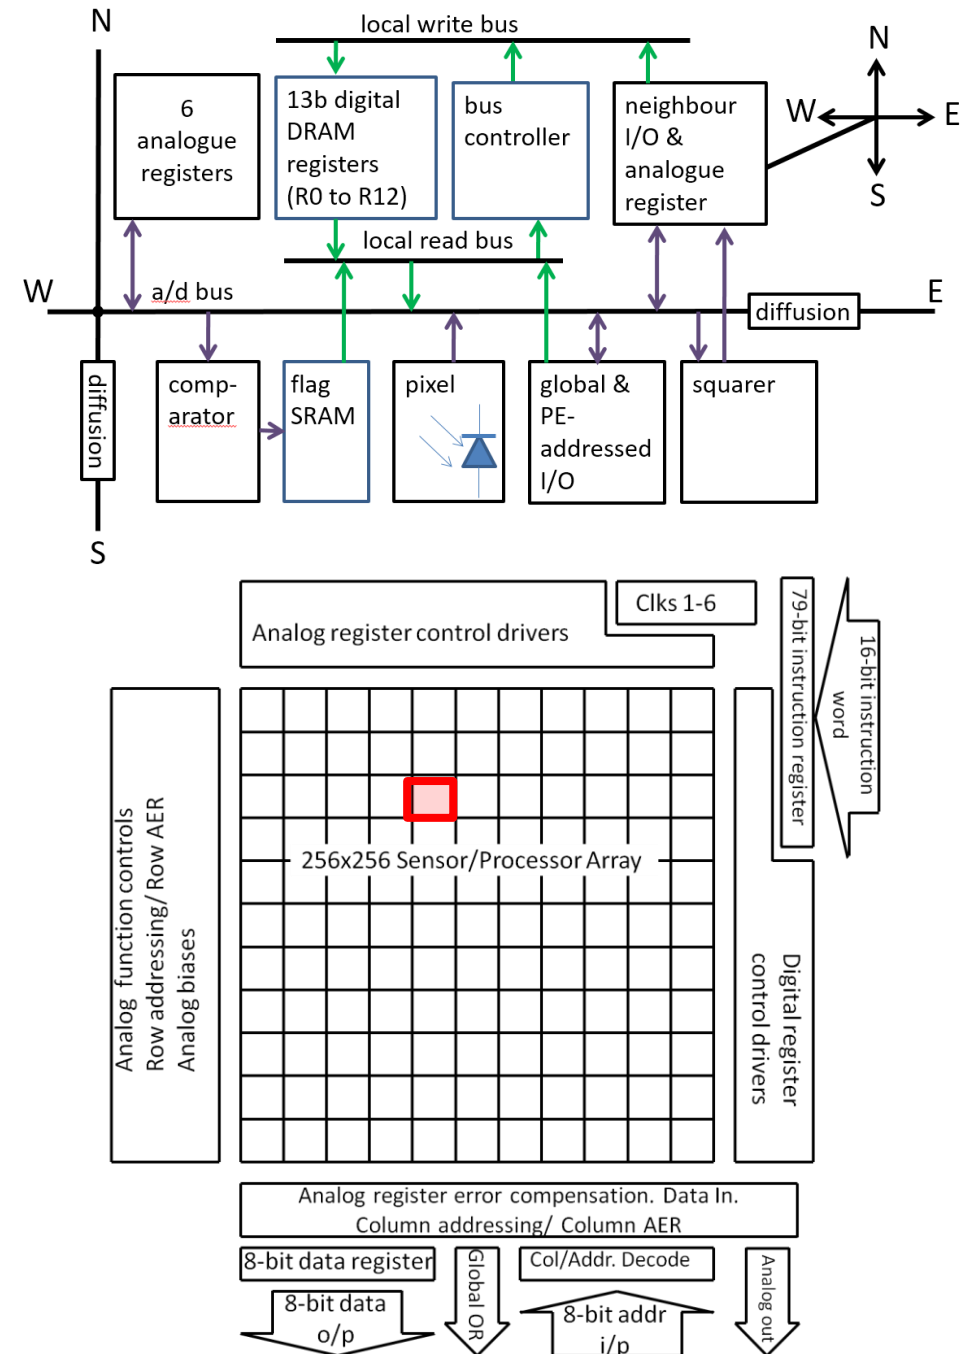 N
local write bus
6
analogue
registers
13b digital
DRAM
registers
(R0 to R12)
bus
controller
neighbour
I/O &
analogue
register
N
W
E
S
local read bus
W
a/d bus
E
diffusion
diffusion
comp-
arator
flag
SRAM
pixel
global &
PE-
addressed
I/O
squarer
S
Analog register control drivers
Clks 1-6
79-bit instruction register
16-bit instruction
word
Analog function controls
Row addressing/ Row AER
Analog biases
256x256 Sensor/Processor Array
Digital register
control drivers
Analog register error compensation. Data In.
Column addressing/ Column AER
8-bit data register
Global OR
Col/Addr. Decode
Analog out
8-bit data
o/p
8-bit addr
i/p